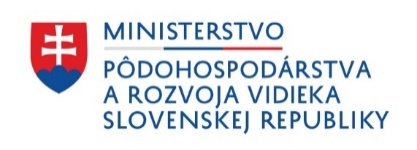 MINISTERSTVO
PÔDOHOSPODÁRSTVA
A ROZVOJA VIDIEKA
SLOVENSKEJ REPUBLIKY